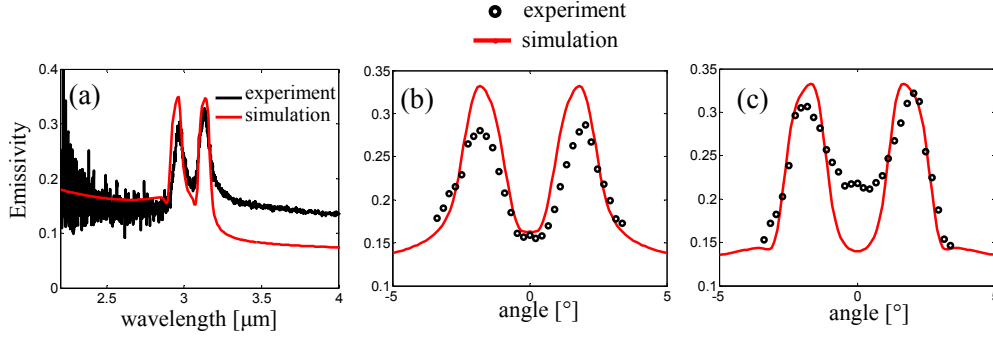 experiment
simulation
(a)
experiment
simulation
Emissivity
0.4
0.3
0.2
0.1
0
2.5
3
3.5
4
wavelength [μm]
(b)
0.35
0.3
0.25
0.2
0.15
0.1
-5
0
5
angle [°]
(c)
0.35
0.3
0.25
0.2
0.15
0.1
-5
0
5
angle [°]